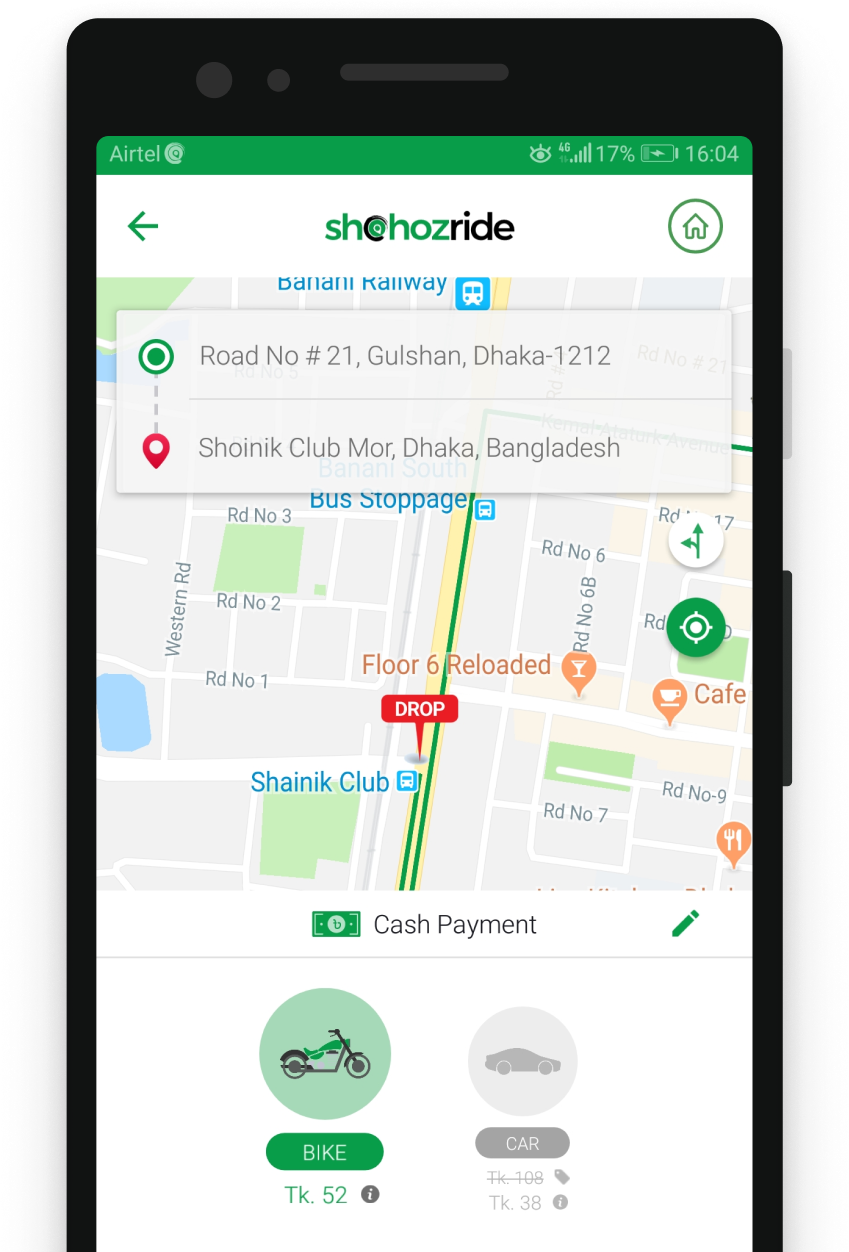 Airtel 4G 17% 16:04
shohozride
Banani Railway
Road No # 21, Gulshan, Dhaka-1212
Rd No # 21
Rd No 5
Kemal Ataturk Avenue
Shoinik Club Mor, Dhaka, Bangladesh
Banani South
Bus Stoppage
Rd No 3
Rd No 6
Western Rd
Rd No 2
Rd No 6B
Floor 6 Reloaded
Rd No 1
Cafe
DROP
Shainik Club
Rd No-9
Rd No 7
Cash Payment
BIKE
CAR
Tk. 52
Tk. 108
Tk. 38